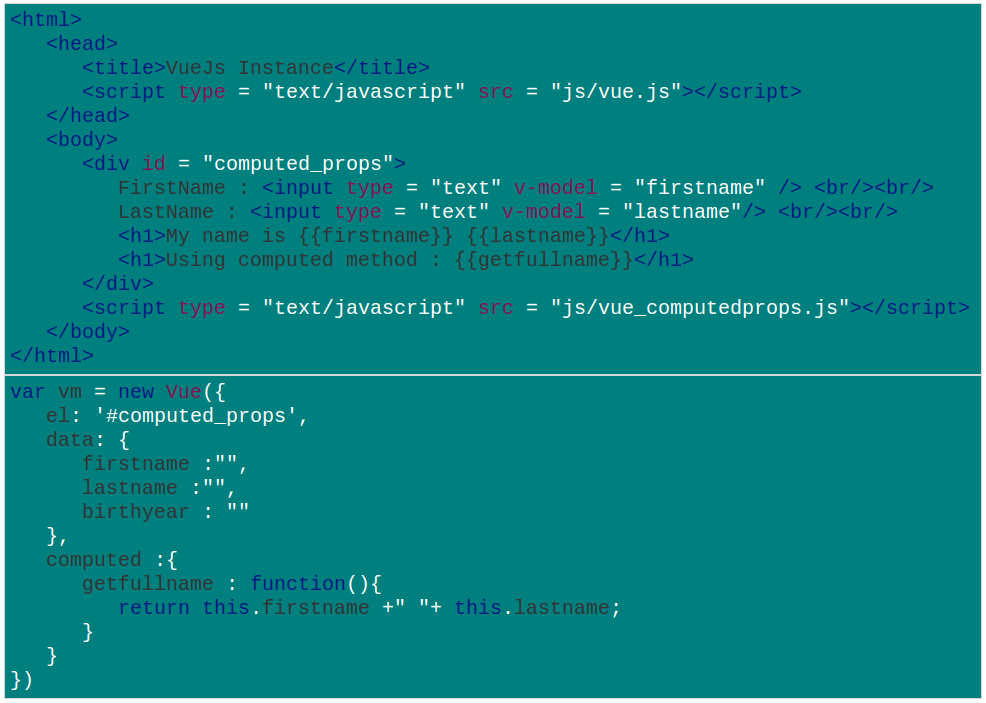 <html>
   <head>
      <title>VueJs Instance</title>
      <script type = "text/javascript" src = "js/vue.js"></script>
   </head>
   <body>
      <div id = "computed_props">
         FirstName : <input type = "text" v-model = "firstname" /> <br/><br/>
         LastName : <input type = "text" v-model = "lastname"/> <br/><br/>
         <h1>My name is {{firstname}} {{lastname}}</h1>
         <h1>Using computed method : {{getfullname}}</h1>
      </div>
      <script type = "text/javascript" src = "js/vue_computedprops.js"></script>
   </body>
</html>
var vm = new Vue({
   el: '#computed_props',
   data: {
      firstname :"",
      lastname :"",
      birthyear : ""
   },
   computed :{
      getfullname : function(){
         return this.firstname +" "+ this.lastname;
      }
   }
})